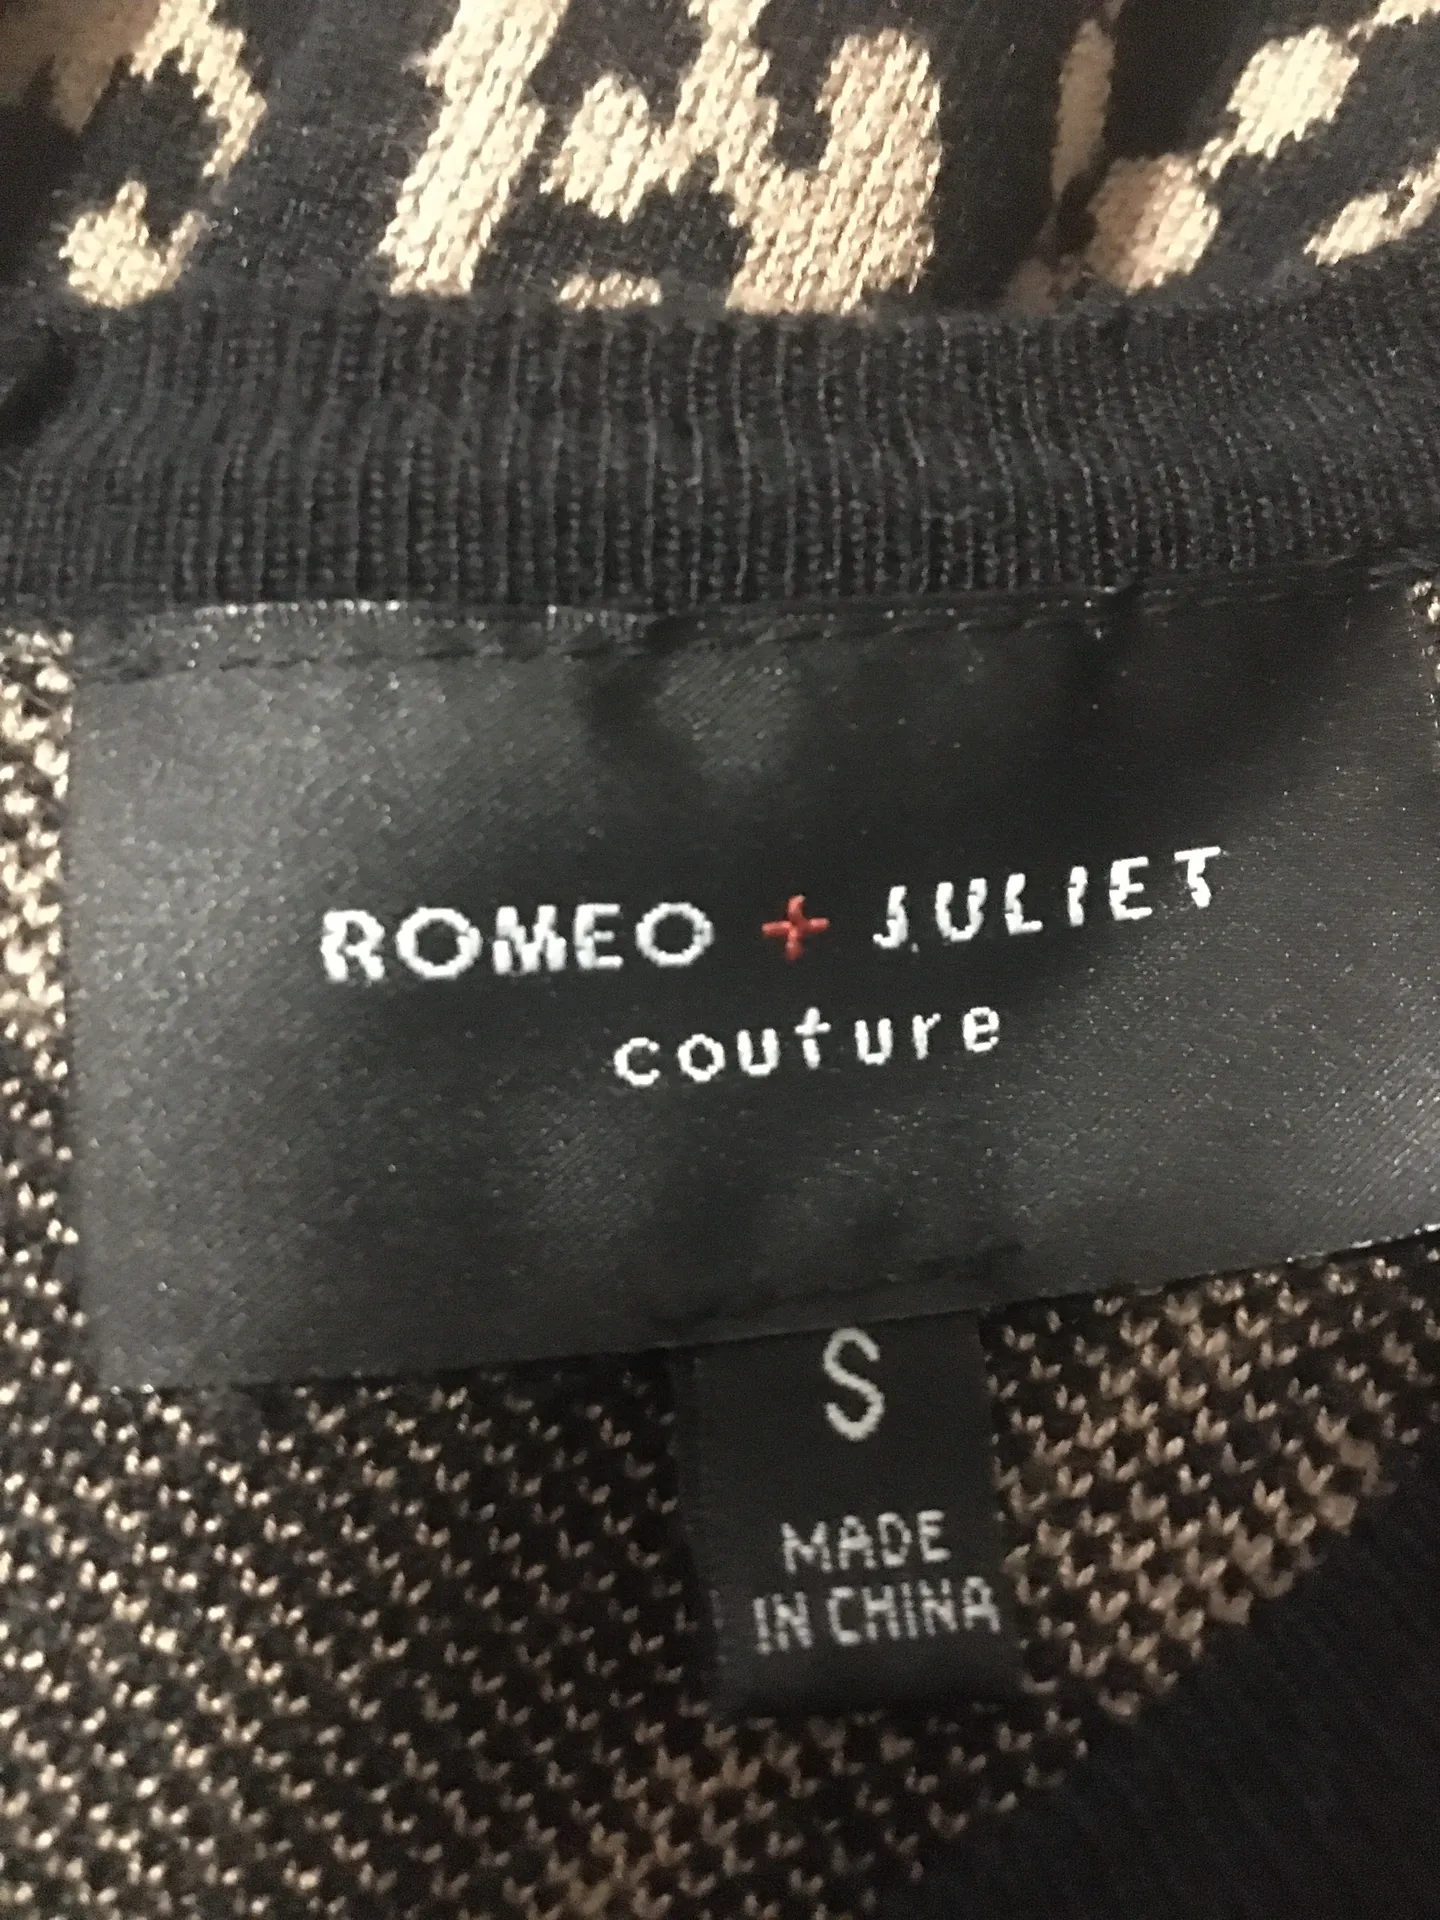 ROMEO + JULIET
couture
S
MADE
IN CHINA